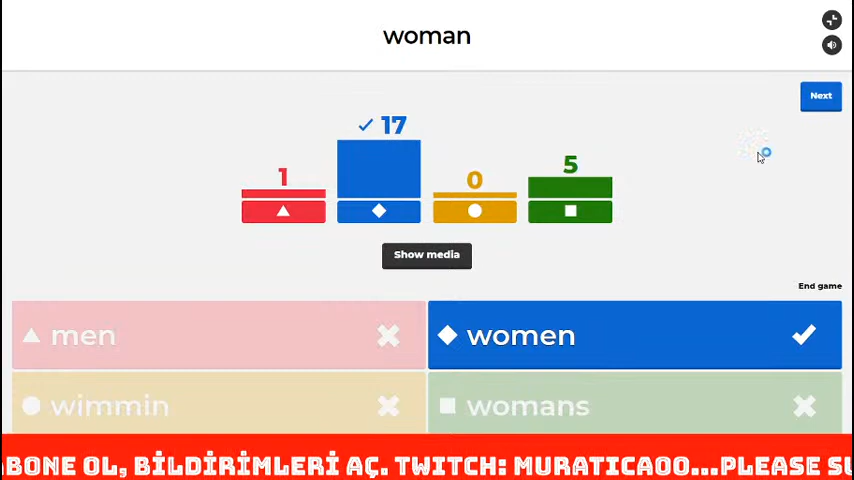 woman
Next
17
1
0
5
Show media
End game
men
women
wimmin
womans
BONE OL, BİLDİRİMLERİ AÇ. TWITCH: MURATICA00...PLEASE SU